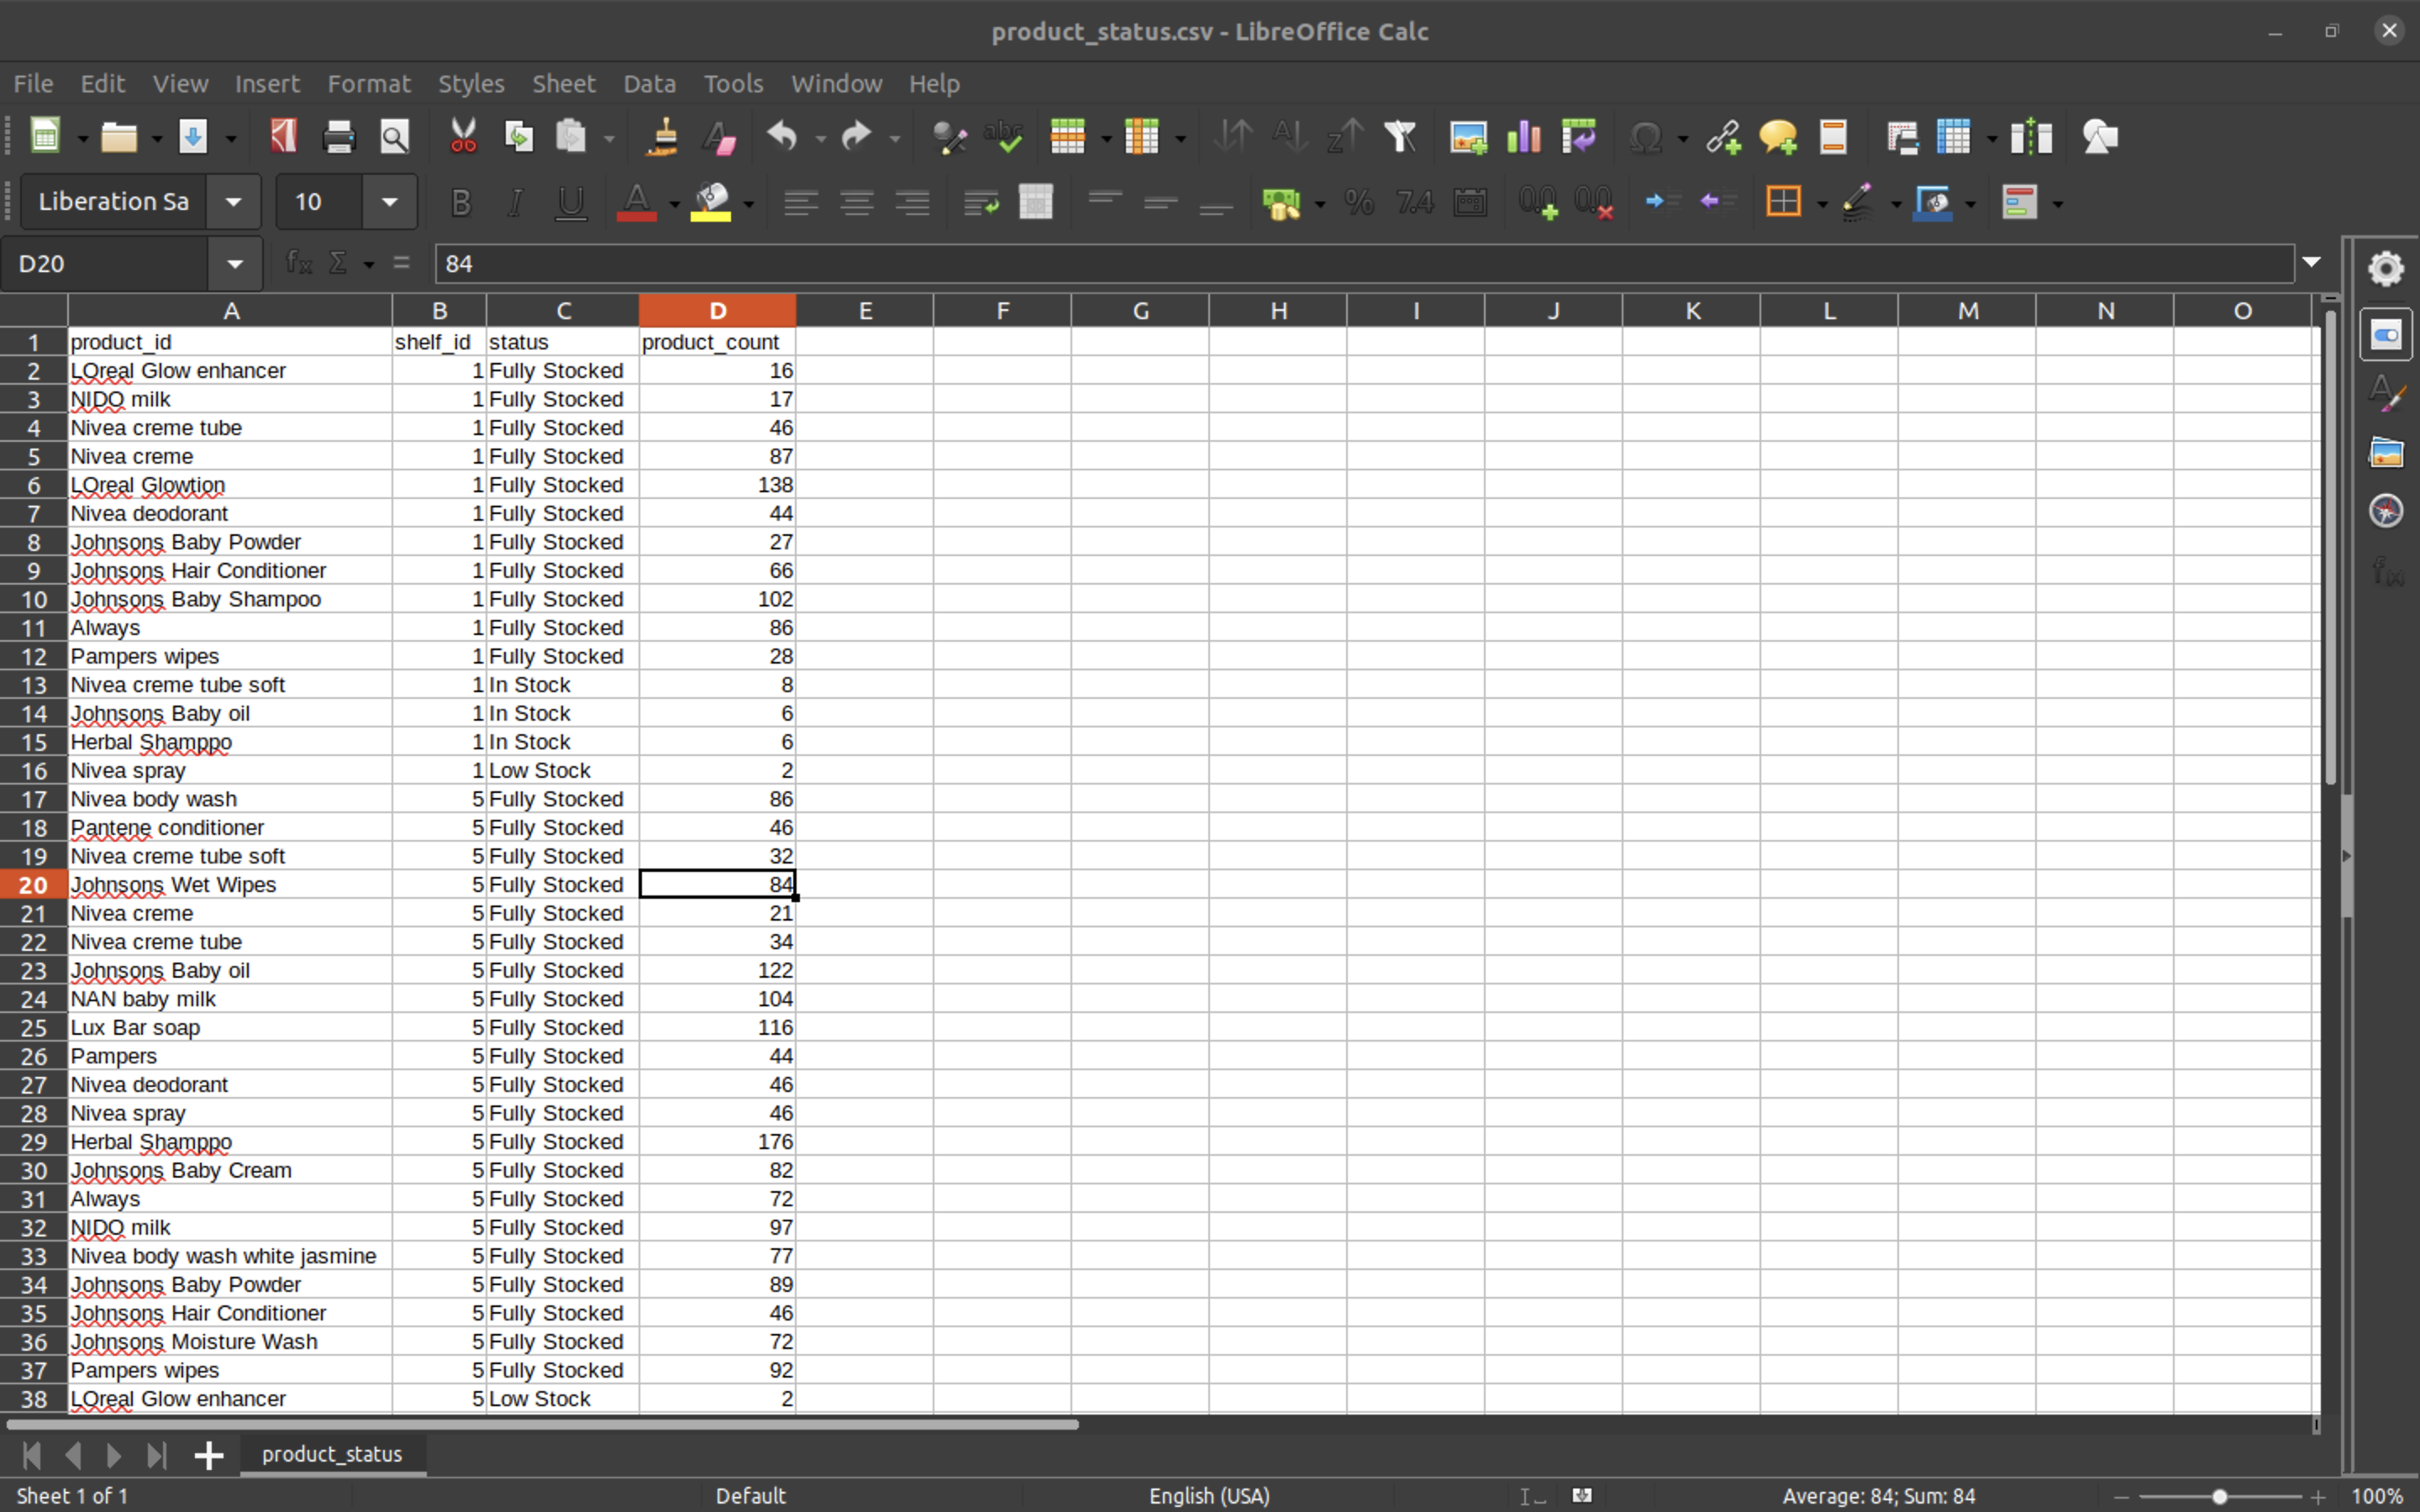 product_status.csv - LibreOffice Calc
File Edit View Insert Format Styles Sheet Data Tools Window Help
Liberation Sa 10
D20 84
A B C D E F G H I J K L M N O
1 product_id shelf_id status product_count
2 LOreal Glow enhancer 1 Fully Stocked 16
3 NIDO milk 1 Fully Stocked 17
4 Nivea creme tube 1 Fully Stocked 46
5 Nivea creme 1 Fully Stocked 87
6 LOreal Glowtion 1 Fully Stocked 138
7 Nivea deodorant 1 Fully Stocked 44
8 Johnsons Baby Powder 1 Fully Stocked 27
9 Johnsons Hair Conditioner 1 Fully Stocked 66
10 Johnsons Baby Shampoo 1 Fully Stocked 102
11 Always 1 Fully Stocked 86
12 Pampers wipes 1 Fully Stocked 28
13 Nivea creme tube soft 1 In Stock 8
14 Johnsons Baby oil 1 In Stock 6
15 Herbal Shamppo 1 In Stock 6
16 Nivea spray 1 Low Stock 2
17 Nivea body wash 5 Fully Stocked 86
18 Pantene conditioner 5 Fully Stocked 46
19 Nivea creme tube soft 5 Fully Stocked 32
20 Johnsons Wet Wipes 5 Fully Stocked 84
21 Nivea creme 5 Fully Stocked 21
22 Nivea creme tube 5 Fully Stocked 34
23 Johnsons Baby oil 5 Fully Stocked 122
24 NAN baby milk 5 Fully Stocked 104
25 Lux Bar soap 5 Fully Stocked 116
26 Pampers 5 Fully Stocked 44
27 Nivea deodorant 5 Fully Stocked 46
28 Nivea spray 5 Fully Stocked 46
29 Herbal Shamppo 5 Fully Stocked 176
30 Johnsons Baby Cream 5 Fully Stocked 82
31 Always 5 Fully Stocked 72
32 NIDO milk 5 Fully Stocked 97
33 Nivea body wash white jasmine 5 Fully Stocked 77
34 Johnsons Baby Powder 5 Fully Stocked 89
35 Johnsons Hair Conditioner 5 Fully Stocked 46
36 Johnsons Moisture Wash 5 Fully Stocked 72
37 Pampers wipes 5 Fully Stocked 92
38 LOreal Glow enhancer 5 Low Stock 2
product_status
Sheet 1 of 1 Default English (USA) Average: 84; Sum: 84 100%